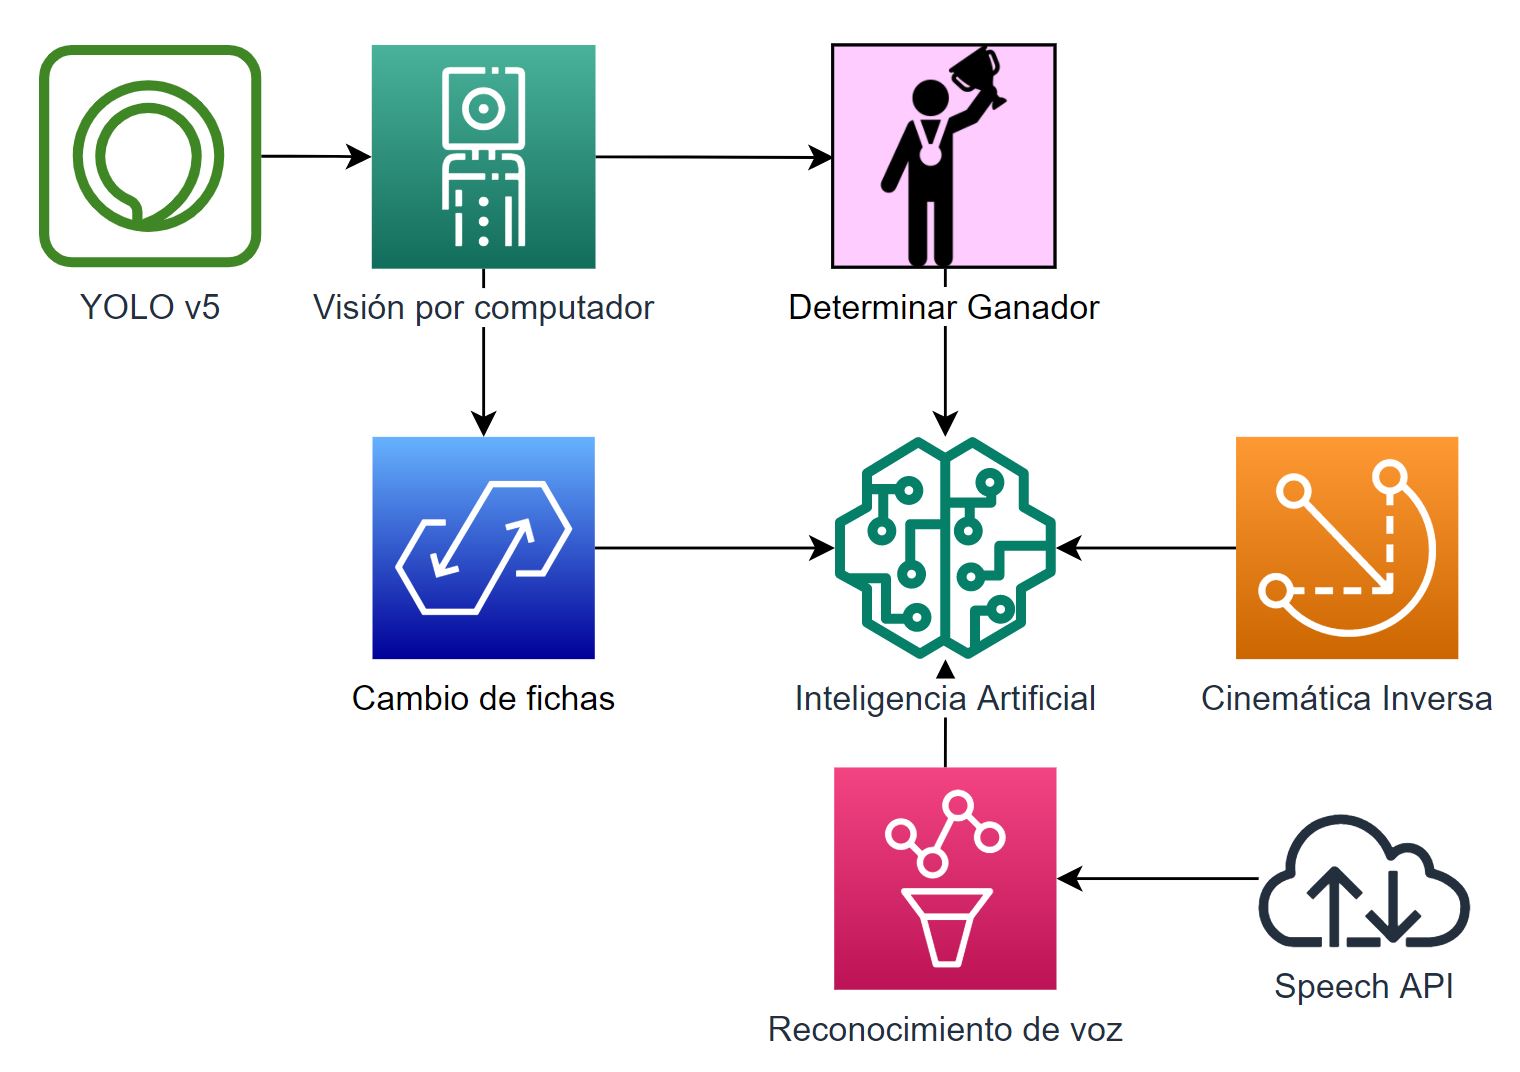 YOLO v5
Visión por computador
Determinar Ganador
Cambio de fichas
Inteligencia Artificial
Cinemática Inversa
Speech API
Reconocimiento de voz